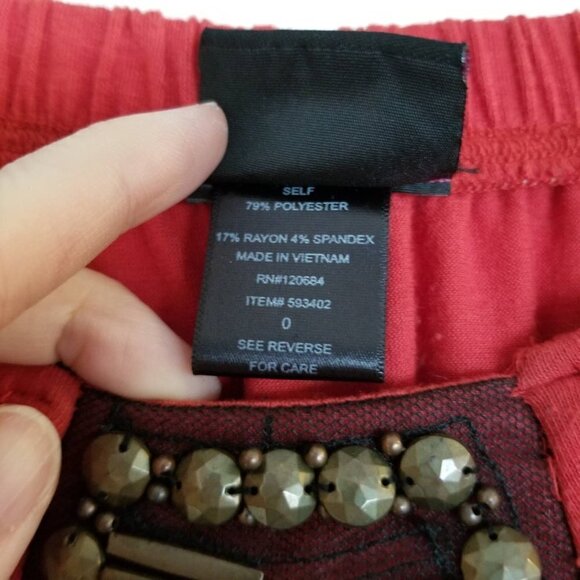 SELF
79% POLYESTER
17% RAYON 4% SPANDEX
MADE IN VIETNAM
RN#120684
ITEM# 593402
0
SEE REVERSE
FOR CARE